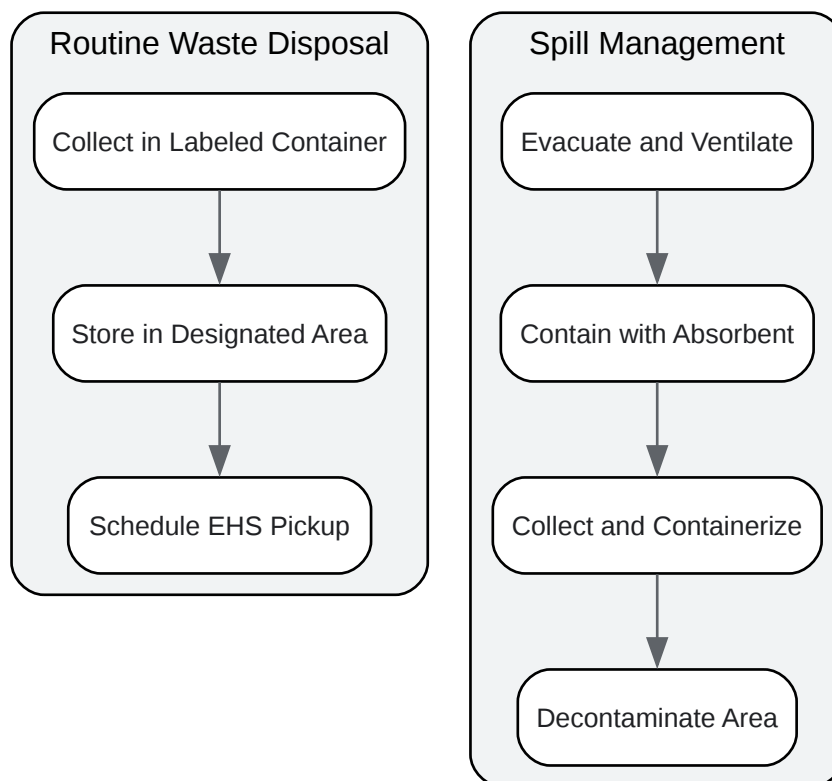 Routine Waste Disposal
Collect in Labeled Container
Store in Designated Area
Schedule EHS Pickup
Spill Management
Evacuate and Ventilate
Contain with Absorbent
Collect and Containerize
Decontaminate Area